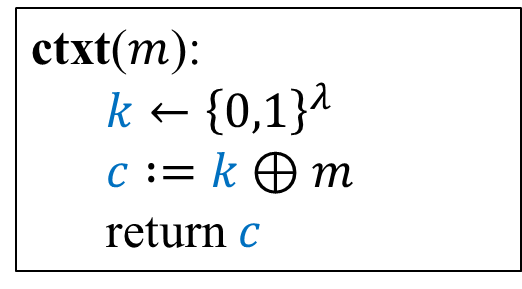 ctxt(m):
k ← {0,1}^λ
c := k ⊕ m
return c